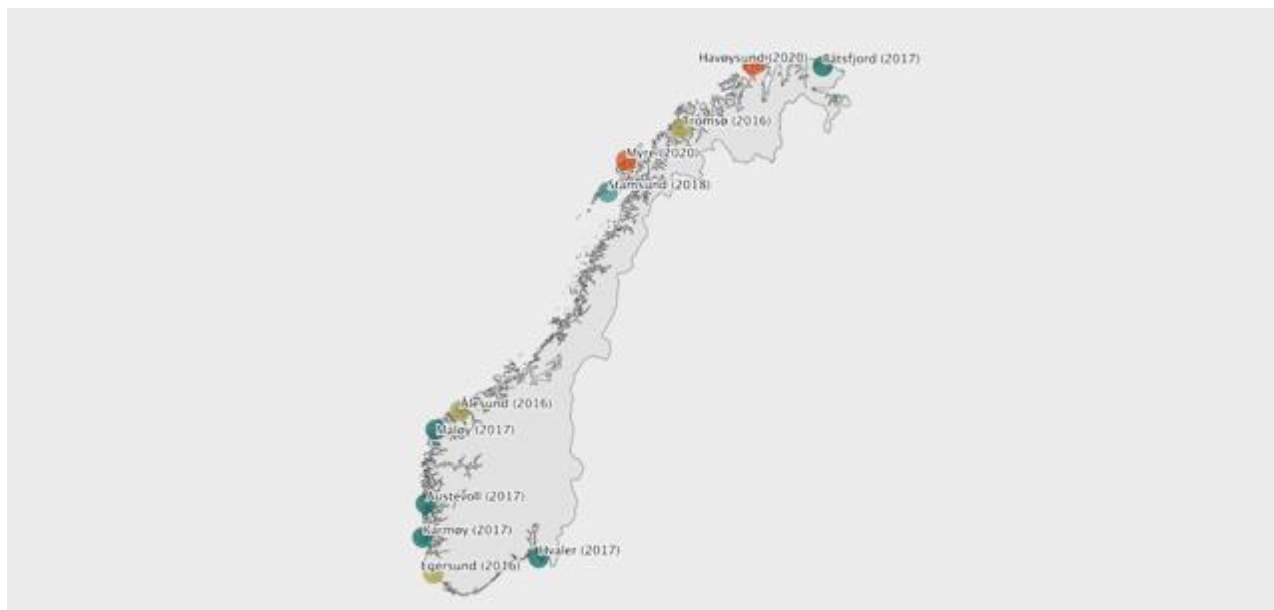 Havøysund (2020)
Båtsfjord (2017)
Tromsø (2016)
Myre (2020)
Stamsund (2018)
Ålesund (2016)
Måløy (2017)
Austevoll (2017)
Karmøy (2017)
Hvaler (2017)
Egersund (2016)